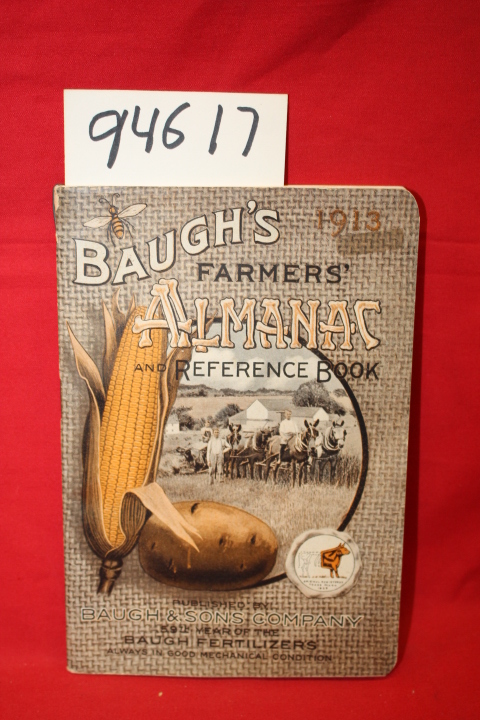 94617
1913
BAUGH'S
FARMERS'
ALMANAC
AND REFERENCE BOOK
PUBLISHED BY
BAUGH & SONS COMPANY
59TH YEAR OF THE
BAUGH FERTILIZERS
ALWAYS IN GOOD MECHANICAL CONDITION